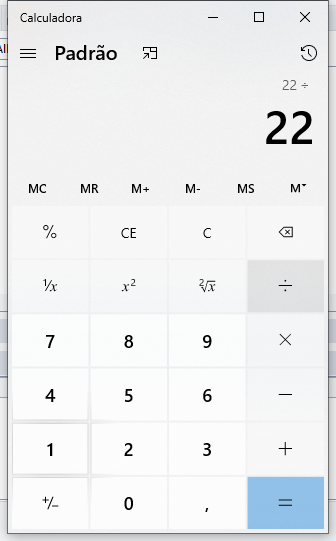 Calculadora
Padrão
22 ÷
22
MC MR M+ M- MS M
% CE C
¹/x x² ²√x ÷
7 8 9 ×
4 5 6 −
1 2 3 +
+/− 0 , =